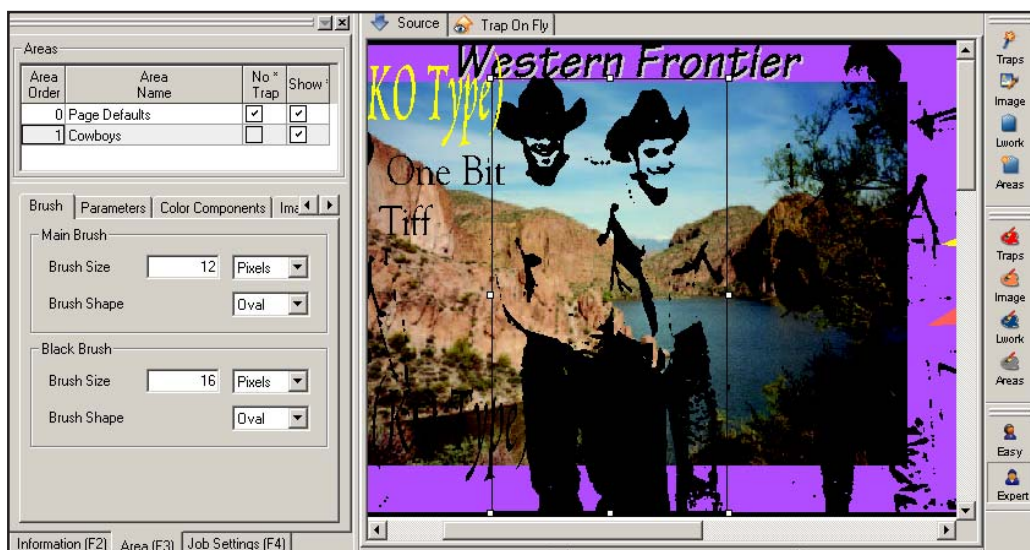 Source
Trap On Fly
Areas
Area Order
Area Name
No Trap
Show
0 Page Defaults
1 Cowboys
Brush
Parameters
Color Components
Main Brush
Brush Size
12
Pixels
Brush Shape
Oval
Black Brush
Brush Size
16
Pixels
Brush Shape
Oval
Information (F2)
Area (F3)
Job Settings (F4)
Western Frontier
KO Type)
One Bit
Tiff
Traps
Image
Lwork
Areas
Traps
Image
Lwork
Areas
Easy
Expert